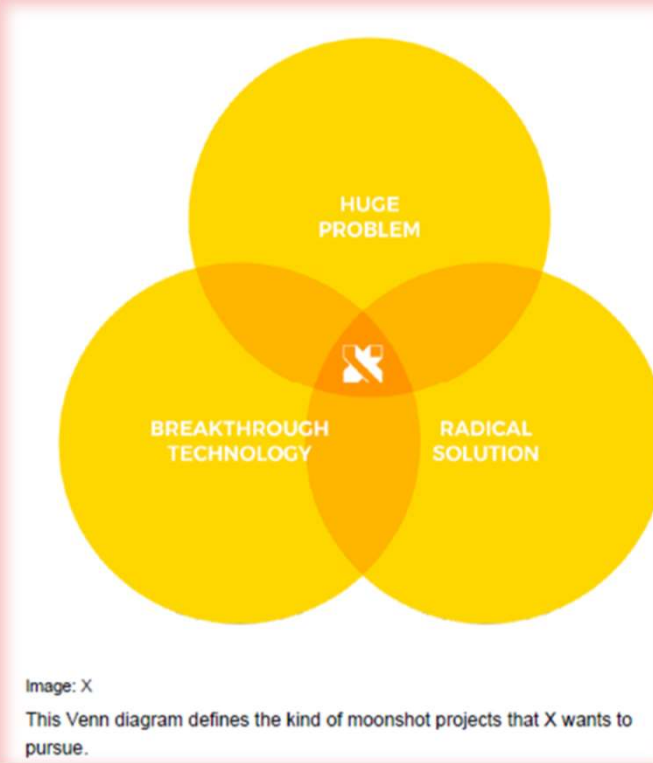 HUGE
PROBLEM
BREAKTHROUGH
TECHNOLOGY
RADICAL
SOLUTION
Image: X
This Venn diagram defines the kind of moonshot projects that X wants to
pursue.